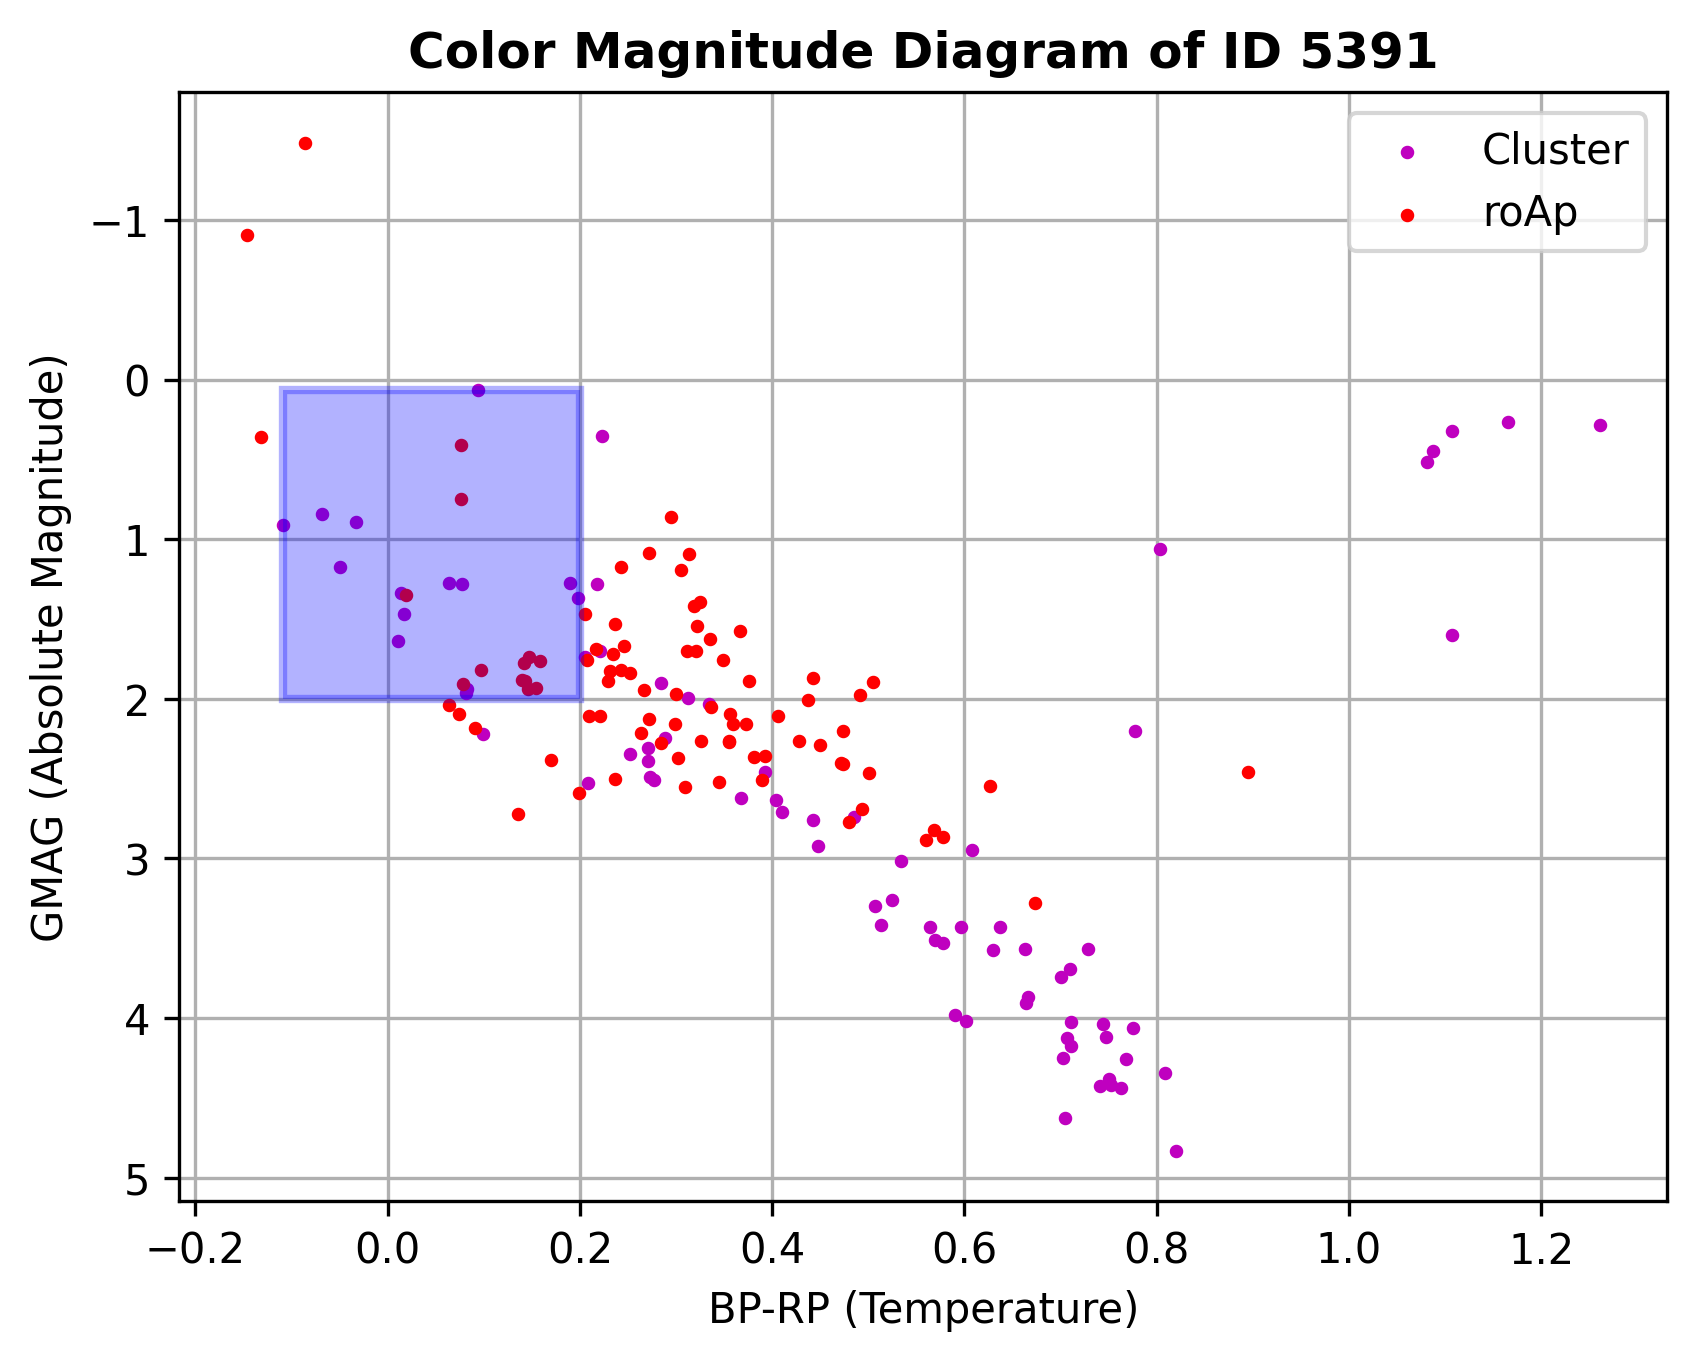 Color Magnitude Diagram of ID 5391
Cluster
roAp
GMAG (Absolute Magnitude)
−1
0
1
2
3
4
5
−0.2 0.0 0.2 0.4 0.6 0.8 1.0 1.2
BP-RP (Temperature)